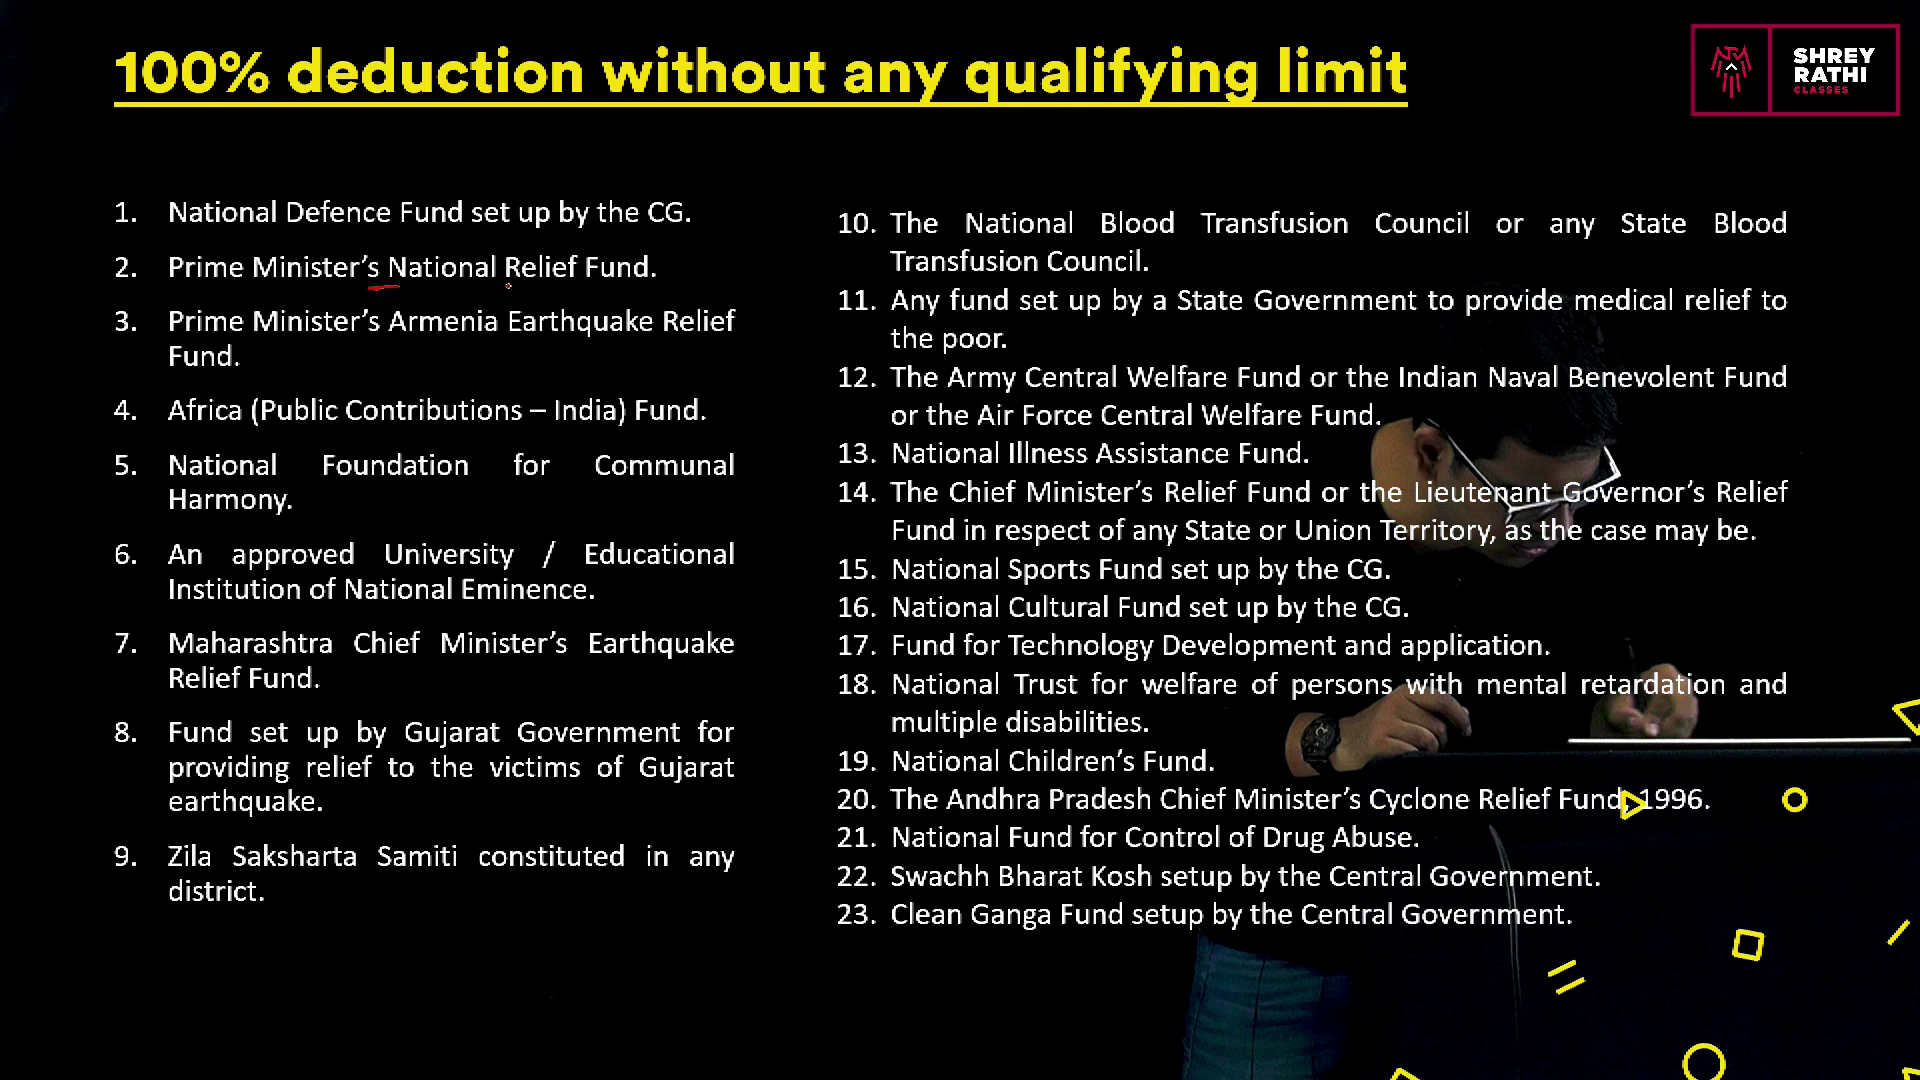 100% deduction without any qualifying limit
SHREY
RATHI
CLASSES
1. National Defence Fund set up by the CG.
2. Prime Minister’s National Relief Fund.
3. Prime Minister’s Armenia Earthquake Relief
Fund.
4. Africa (Public Contributions – India) Fund.
5. National Foundation for Communal
Harmony.
6. An approved University / Educational
Institution of National Eminence.
7. Maharashtra Chief Minister’s Earthquake
Relief Fund.
8. Fund set up by Gujarat Government for
providing relief to the victims of Gujarat
earthquake.
9. Zila Saksharta Samiti constituted in any
district.
10. The National Blood Transfusion Council or any State Blood
Transfusion Council.
11. Any fund set up by a State Government to provide medical relief to
the poor.
12. The Army Central Welfare Fund or the Indian Naval Benevolent Fund
or the Air Force Central Welfare Fund.
13. National Illness Assistance Fund.
14. The Chief Minister’s Relief Fund or the Lieutenant Governor’s Relief
Fund in respect of any State or Union Territory, as the case may be.
15. National Sports Fund set up by the CG.
16. National Cultural Fund set up by the CG.
17. Fund for Technology Development and application.
18. National Trust for welfare of persons with mental retardation and
multiple disabilities.
19. National Children’s Fund.
20. The Andhra Pradesh Chief Minister’s Cyclone Relief Fund, 1996.
21. National Fund for Control of Drug Abuse.
22. Swachh Bharat Kosh setup by the Central Government.
23. Clean Ganga Fund setup by the Central Government.